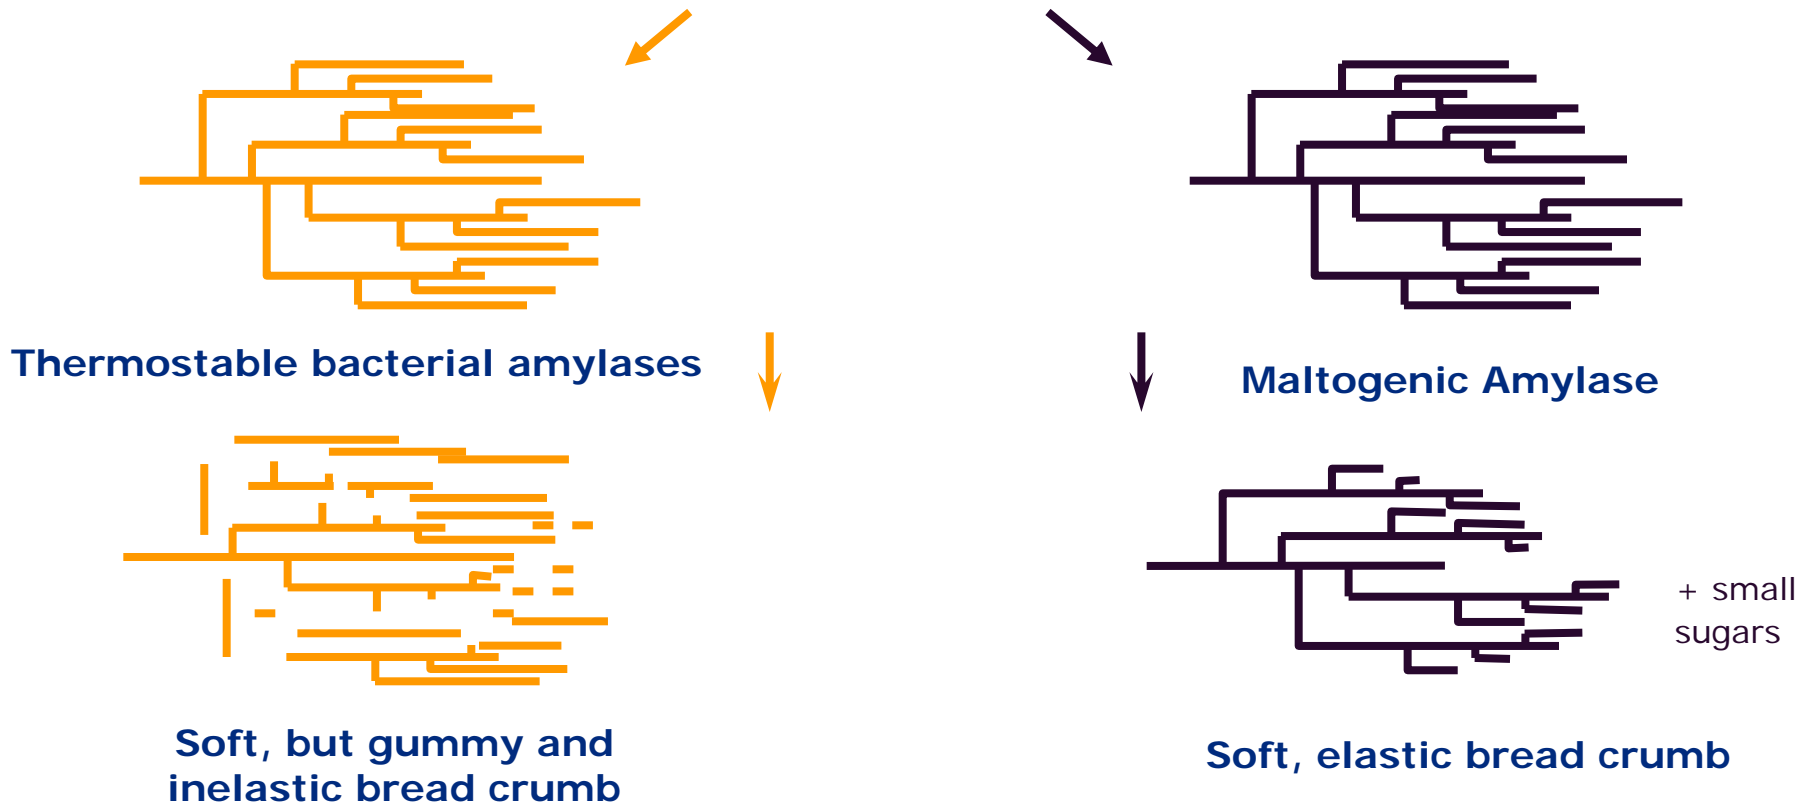 Thermostable bacterial amylases
Maltogenic Amylase
+ small
sugars
Soft, but gummy and
inelastic bread crumb
Soft, elastic bread crumb